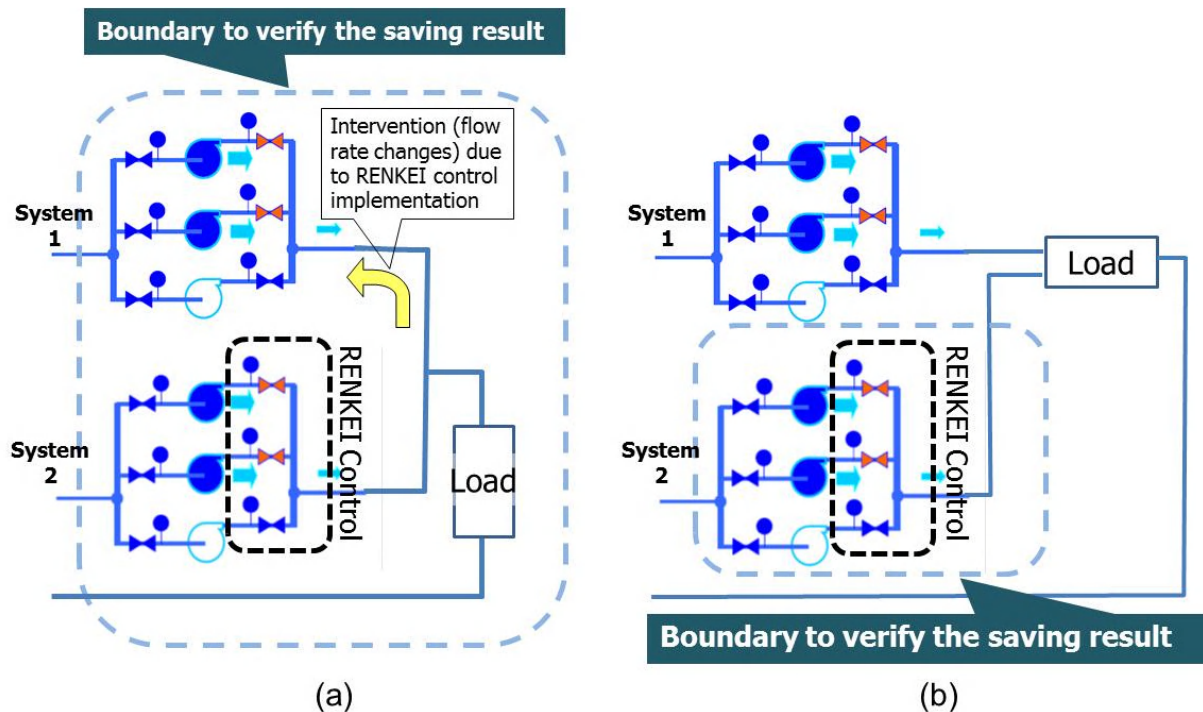 Boundary to verify the saving result
Intervention (flow
rate changes) due
to RENKEI control
implementation
System
1
System
2
RENKEI Control
Load
(a)
System
1
Load
System
2
RENKEI Control
Boundary to verify the saving result
(b)